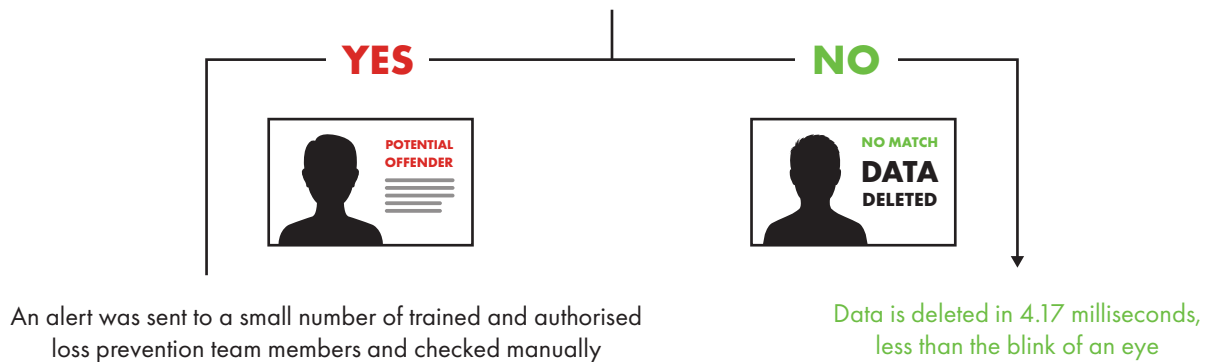 YES
NO
POTENTIAL
OFFENDER
NO MATCH
DATA
DELETED
An alert was sent to a small number of trained and authorised
loss prevention team members and checked manually
Data is deleted in 4.17 milliseconds,
less than the blink of an eye